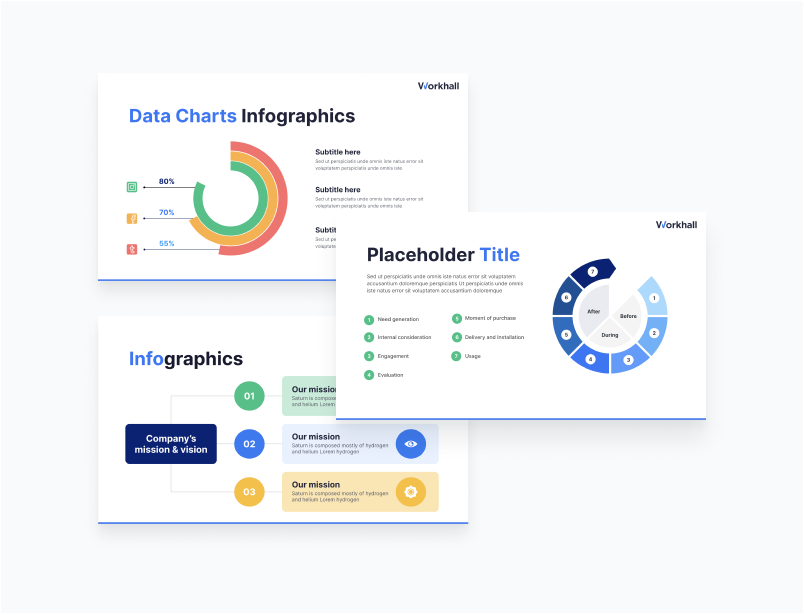 Workhall
Data Charts Infographics
80%
70%
55%
Subtitle here
Sed ut perspiciatis unde omnis iste natus error sit
voluptatem perspiciatis unde omnis iste
Subtitle here
Sed ut perspiciatis unde omnis iste natus error sit
voluptatem perspiciatis unde omnis iste
Workhall
Placeholder Title
Sed ut perspiciatis unde omnis iste natus error sit voluptatem
accusantium doloremque perspiciatis Ut perspiciatis unde omnis
iste natus error sit voluptatem accusantium doloremque
1 Need generation
2 Internal consideration
3 Engagement
4 Evaluation
5 Moment of purchase
6 Delivery and installation
7 Usage
7
6
5
4
3
2
1
After
Before
During
Infographics
Company's
mission & vision
01
Our mission
Saturn is composed
and helium Lorem
02
Our mission
Saturn is composed mostly of hydrogen
and helium Lorem hydrogen
03
Our mission
Saturn is composed mostly of hydrogen
and helium Lorem hydrogen